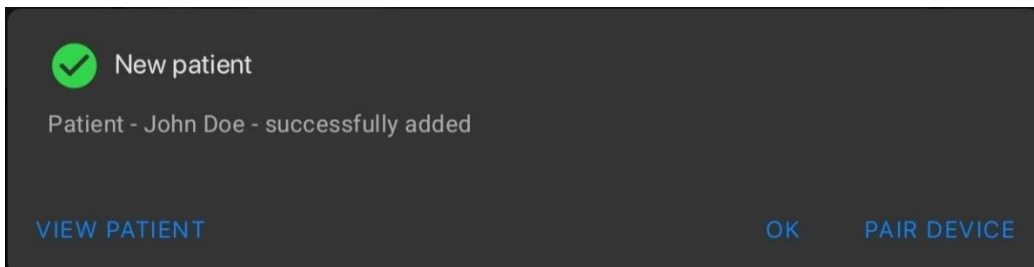 New patient
Patient - John Doe - successfully added
VIEW PATIENT OK PAIR DEVICE